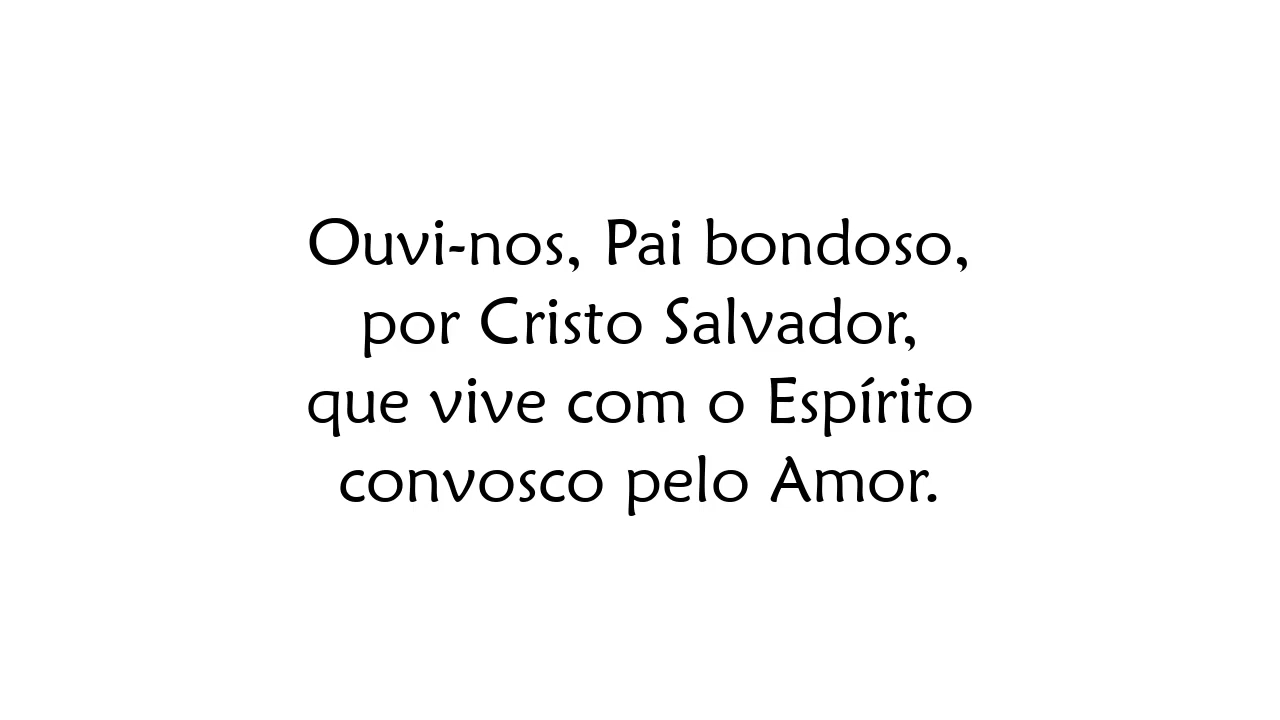 Ouvi-nos, Pai bondoso,
por Cristo Salvador,
que vive com o Espírito
convosco pelo Amor.